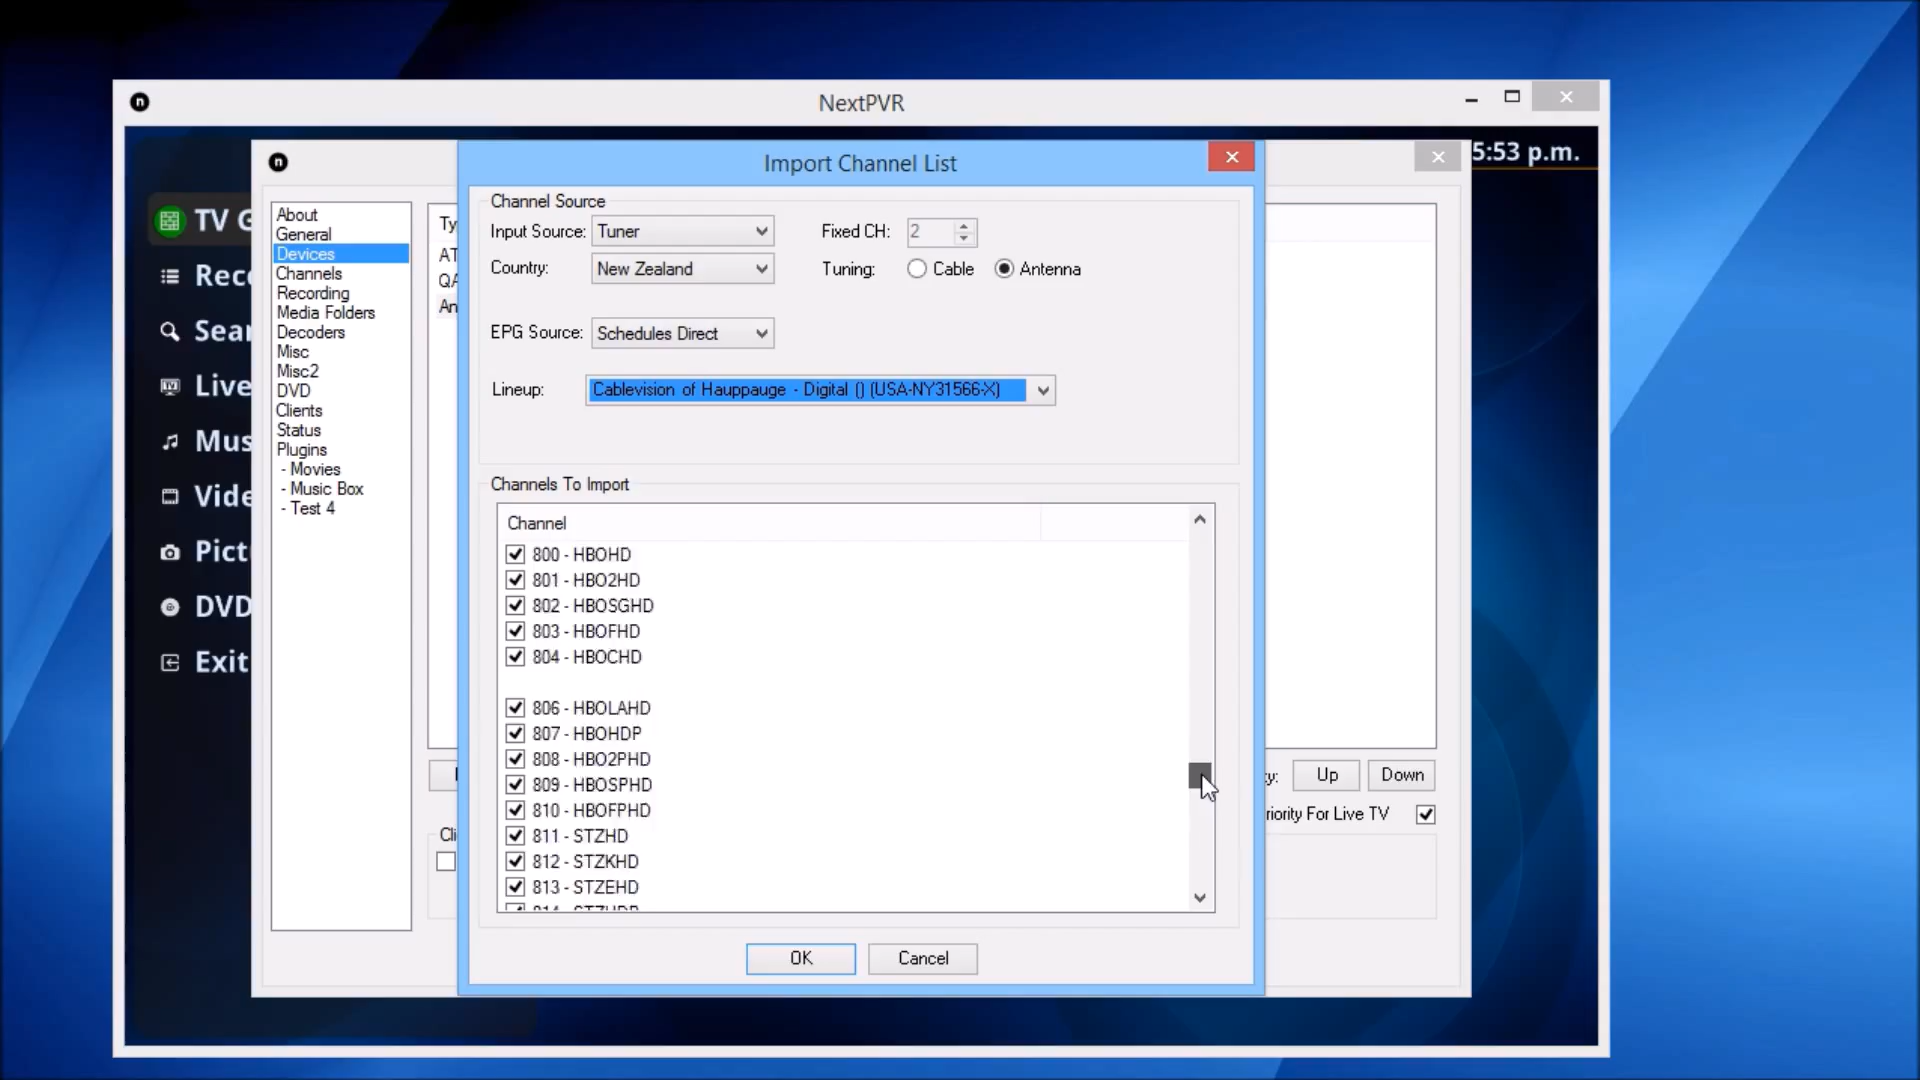 n
NextPVR
5:53 p.m.
n
Import Channel List
TV G
Rec
Sear
Live
Mus
Vide
Pict
DVD
Exit
About
General
Devices
Channels
Recording
Media Folders
Decoders
Misc
Misc2
DVD
Clients
Status
Plugins
- Movies
- Music Box
- Test 4
Ty
AT
QA
An
Channel Source
Input Source: Tuner
Fixed CH: 2
Country: New Zealand
Tuning: Cable Antenna
EPG Source: Schedules Direct
Lineup: Cablevision of Hauppauge - Digital () (USA-NY31566-X)
Channels To Import
Channel
800 - HBOHD
801 - HBO2HD
802 - HBOSGHD
803 - HBOFHD
804 - HBOCHD
806 - HBOLAHD
807 - HBOHDP
808 - HBO2PHD
809 - HBOSPHD
810 - HBOFPHD
811 - STZHD
812 - STZKHD
813 - STZEHD
OK Cancel
ty: Up Down
riority For Live TV
Cli